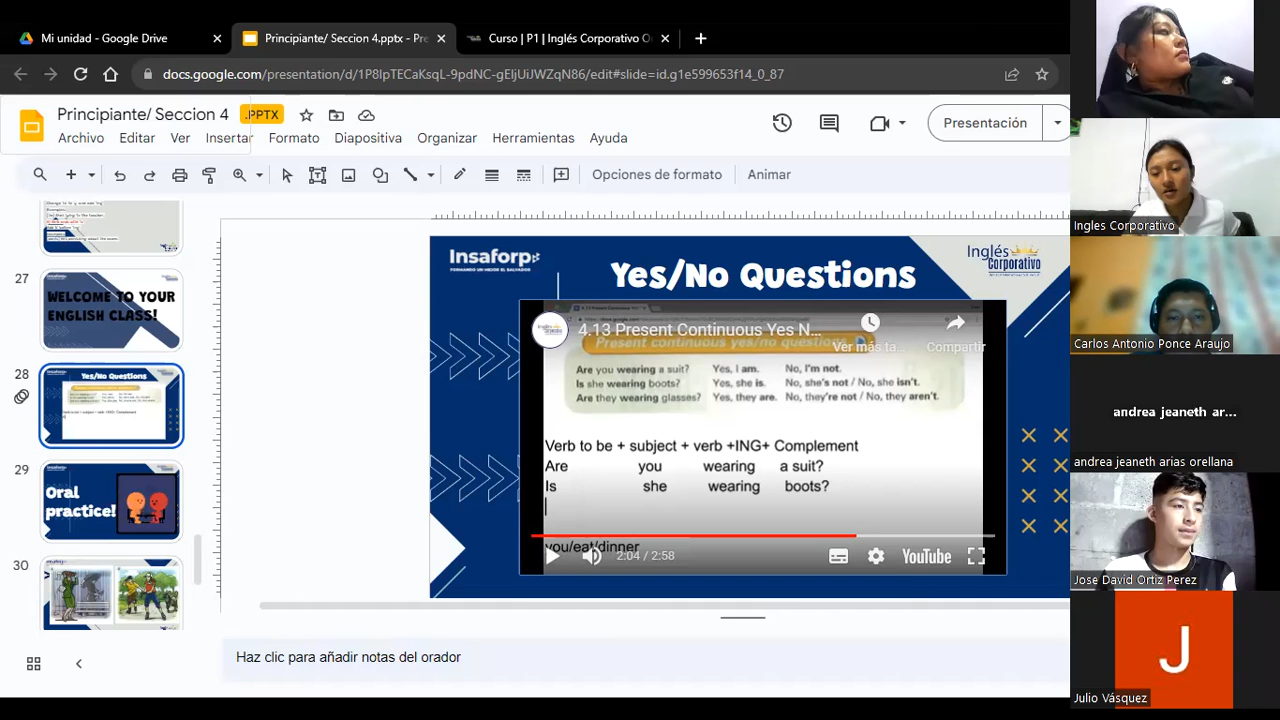 Mi unidad - Google Drive
Principiante/ Seccion 4.pptx - Pre
Curso | P1 | Inglés Corporativo O
docs.google.com/presentation/d/1P8IpTECaKsqL-9pdNC-gEljUiJWZqN86/edit#slide=id.g1e599653f14_0_87
Principiante/ Seccion 4
.PPTX
Archivo Editar Ver Insertar Formato Diapositiva Organizar Herramientas Ayuda
Presentación
Opciones de formato
Animar
27
WELCOME TO YOUR
ENGLISH CLASS!
28
Yes/No Questions
29
Oral
practice!
30
Insaforp
FORMANDO UN MEJOR EL SALVADOR
Inglés
Corporativo
Yes/No Questions
4.13 Present Continuous Yes N...
Ver más ta...
Compartir
Present continuous yes/no questions
Are you wearing a suit? Yes, I am. No, I'm not.
Is she wearing boots? Yes, she is. No, she's not / No, she isn't.
Are they wearing glasses? Yes, they are. No, they're not / No, they aren't.
Verb to be + subject + verb +ING+ Complement
Are you wearing a suit?
Is she wearing boots?
you/eat/dinner
2:04 / 2:58
YouTube
Haz clic para añadir notas del orador
Ingles Corporativo
Carlos Antonio Ponce Araujo
andrea jeaneth ar...
andrea jeaneth arias orellana
Jose David Ortiz Perez
J
Julio Vásquez